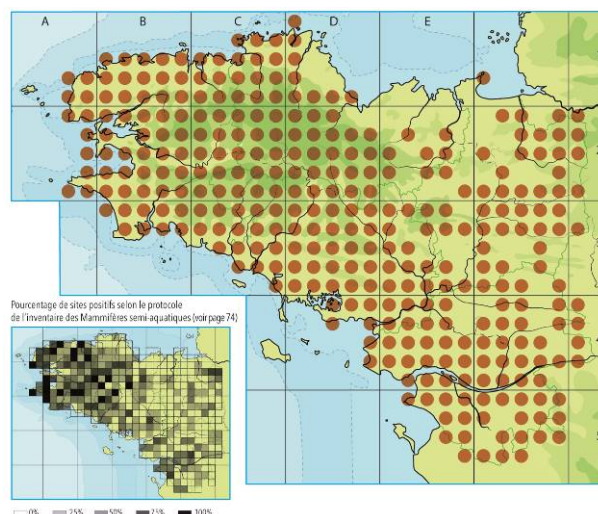 A B C D E
Pourcentage de sites positifs selon le protocole
de l'inventaire des Mammifères semi-aquatiques (voir page 74)
0% 25% 50% 75% 100%